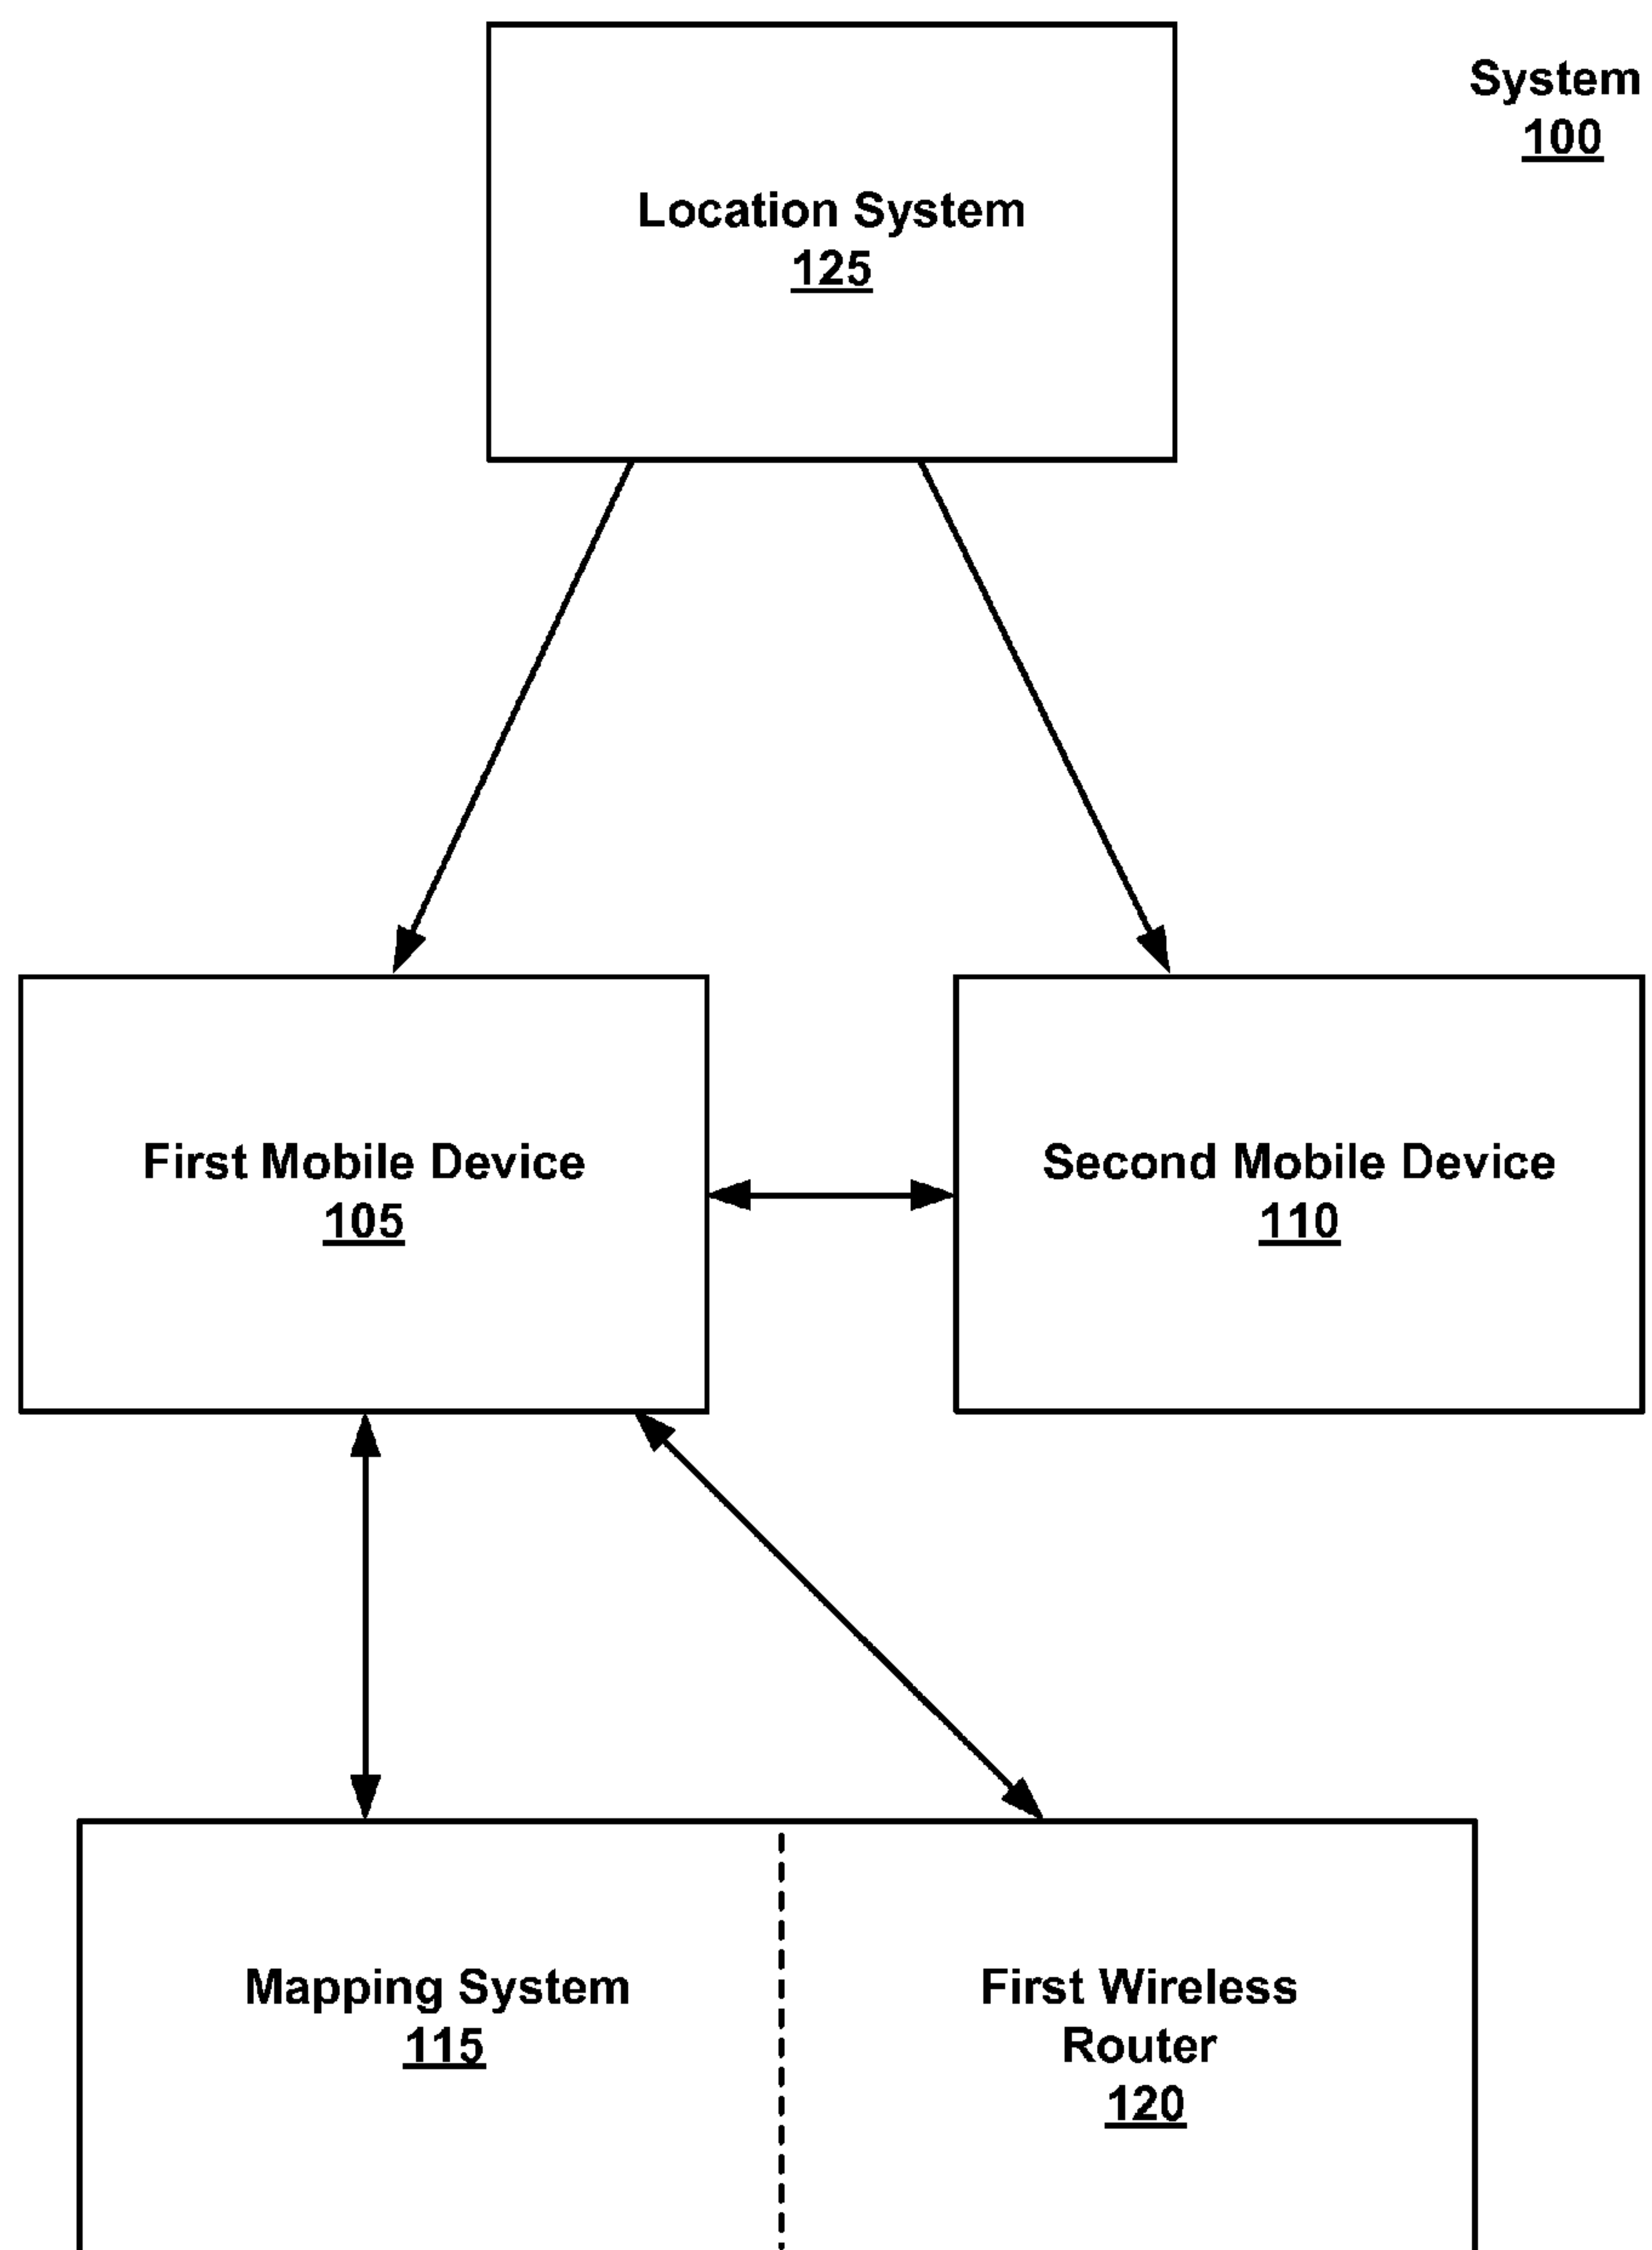 System
100
Location System
125
First Mobile Device
105
Second Mobile Device
110
Mapping System
115
First Wireless
Router
120